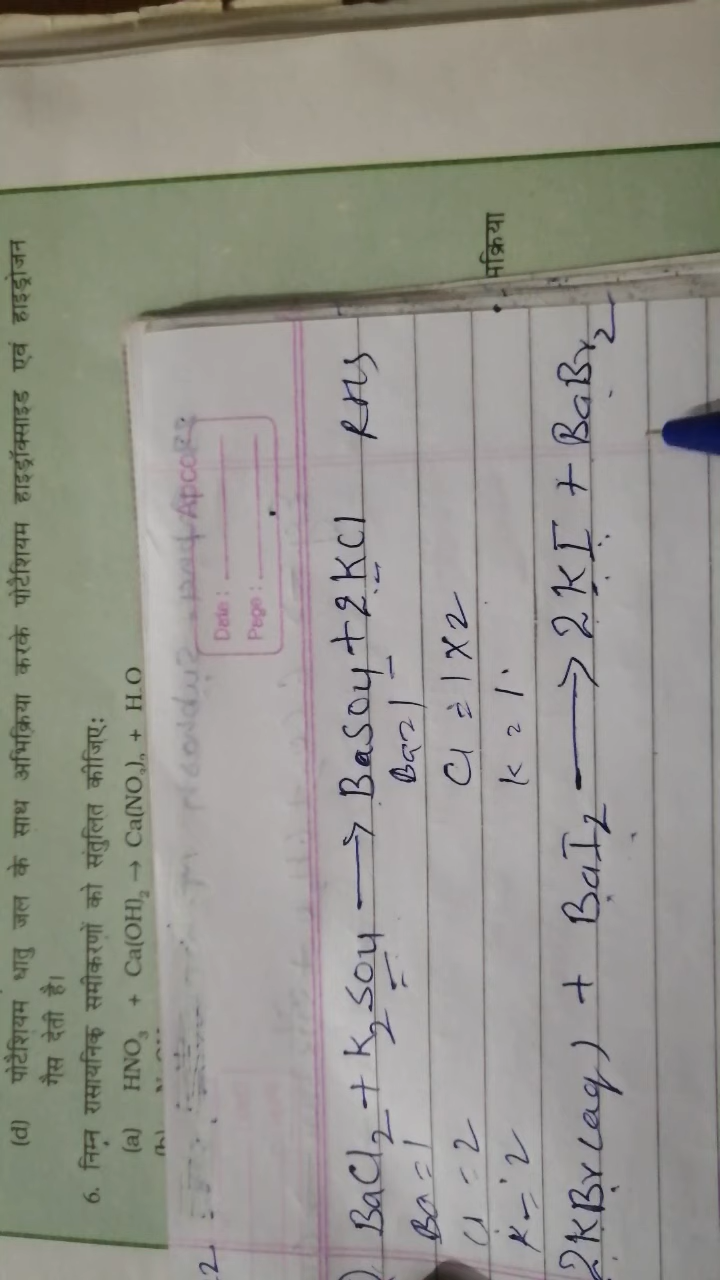 (d) पोटैशियम धातु जल के साथ अभिक्रिया करके पोटैशियम हाइड्रॉक्साइड एवं हाइड्रोजन
गैस देती है।
6. निम्न रासायनिक समीकरणों को संतुलित कीजिए:
(a) HNO₃ + Ca(OH)₂ → Ca(NO₃)₂ + H₂O
(b)
Date :
Page :
BaCl₂ + K₂SO4 → BaSO4 + 2KCl RHS
Ba = 1 Ba = 1
Cl = 2 Cl = 1 × 2
K = 2 K = 1
2KBr(aq) + BaI₂ → 2KI + BaBr₂